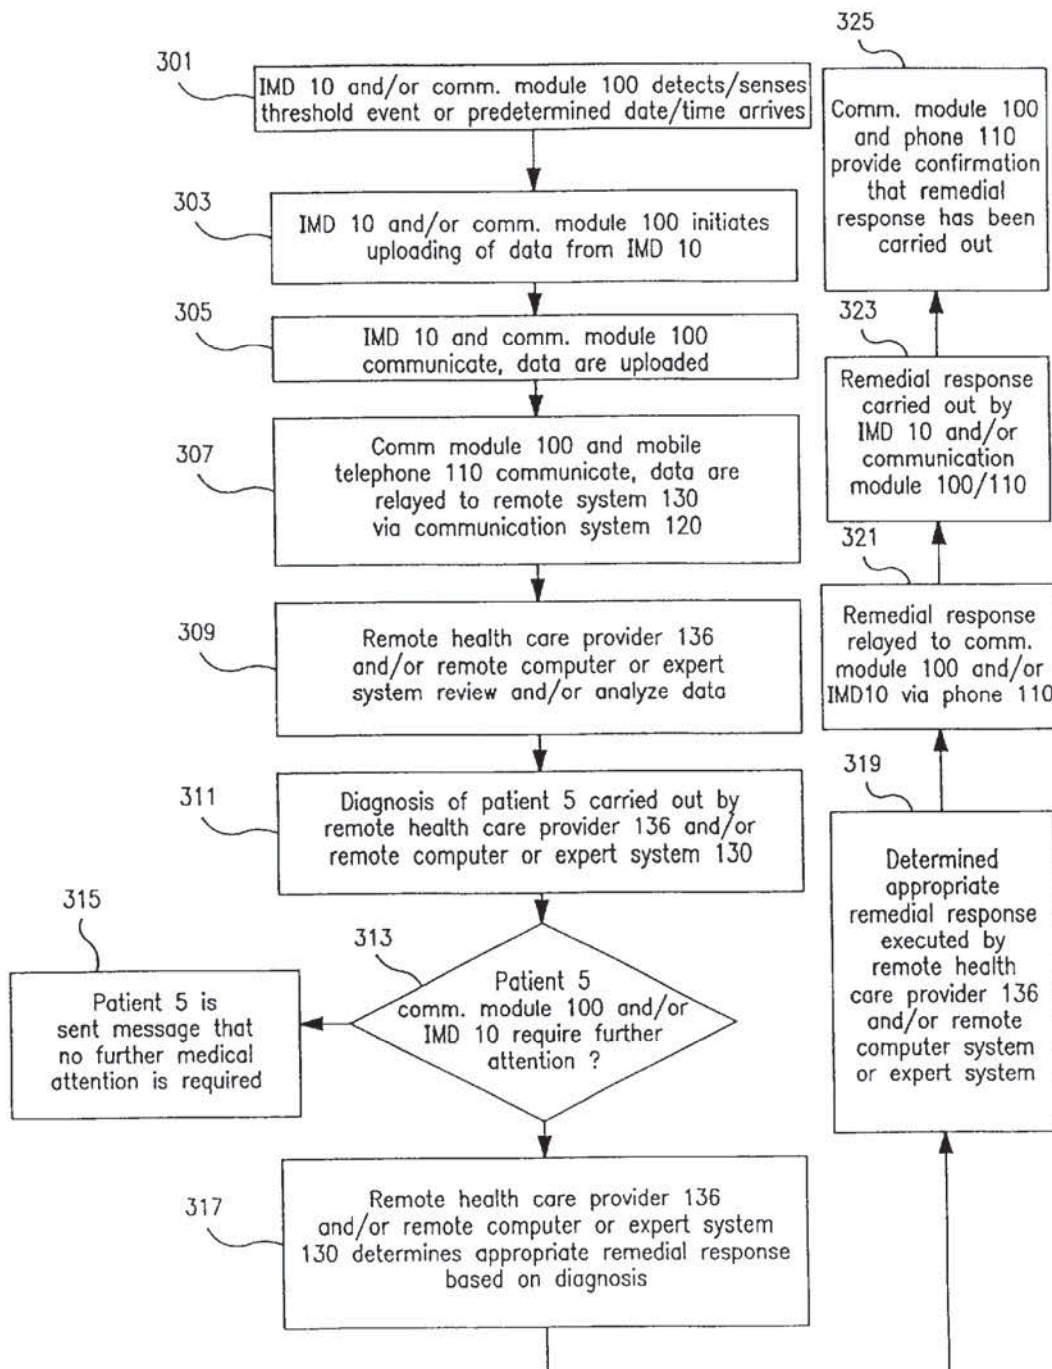 301
IMD 10 and/or comm. module 100 detects/senses
threshold event or predetermined date/time arrives
303
IMD 10 and/or comm. module 100 initiates
uploading of data from IMD 10
305
IMD 10 and comm. module 100
communicate, data are uploaded
307
Comm module 100 and mobile
telephone 110 communicate, data are
relayed to remote system 130
via communication system 120
309
Remote health care provider 136
and/or remote computer or expert
system review and/or analyze data
311
Diagnosis of patient 5 carried out by
remote health care provider 136 and/or
remote computer or expert system 130
313
Patient 5
comm. module 100 and/or
IMD 10 require further
attention ?
315
Patient 5 is
sent message that
no further medical
attention is required
317
Remote health care provider 136
and/or remote computer or expert system
130 determines appropriate remedial response
based on diagnosis
319
Determined
appropriate
remedial response
executed by
remote health
care provider 136
and/or remote
computer system
or expert system
321
Remedial response
relayed to comm.
module 100 and/or
IMD10 via phone 110
323
Remedial response
carried out by
IMD 10 and/or
communication
module 100/110
325
Comm. module 100
and phone 110
provide confirmation
that remedial
response has been
carried out